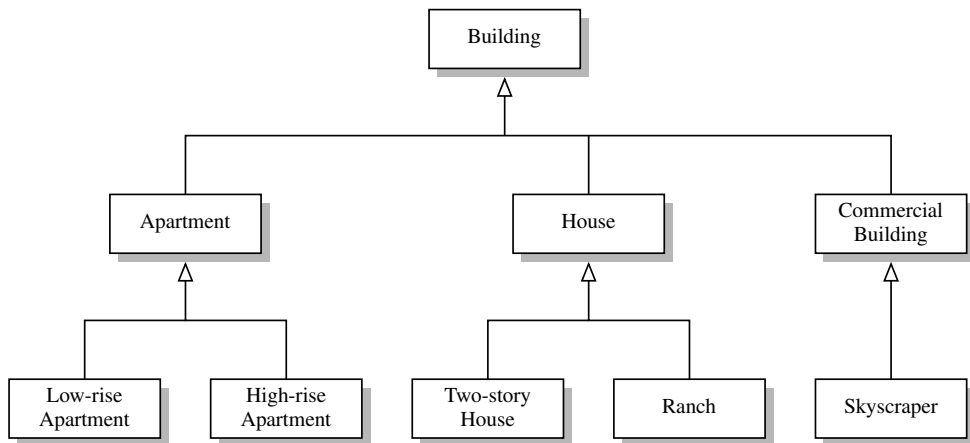 Building
Apartment
House
Commercial
Building
Low-rise
Apartment
High-rise
Apartment
Two-story
House
Ranch
Skyscraper